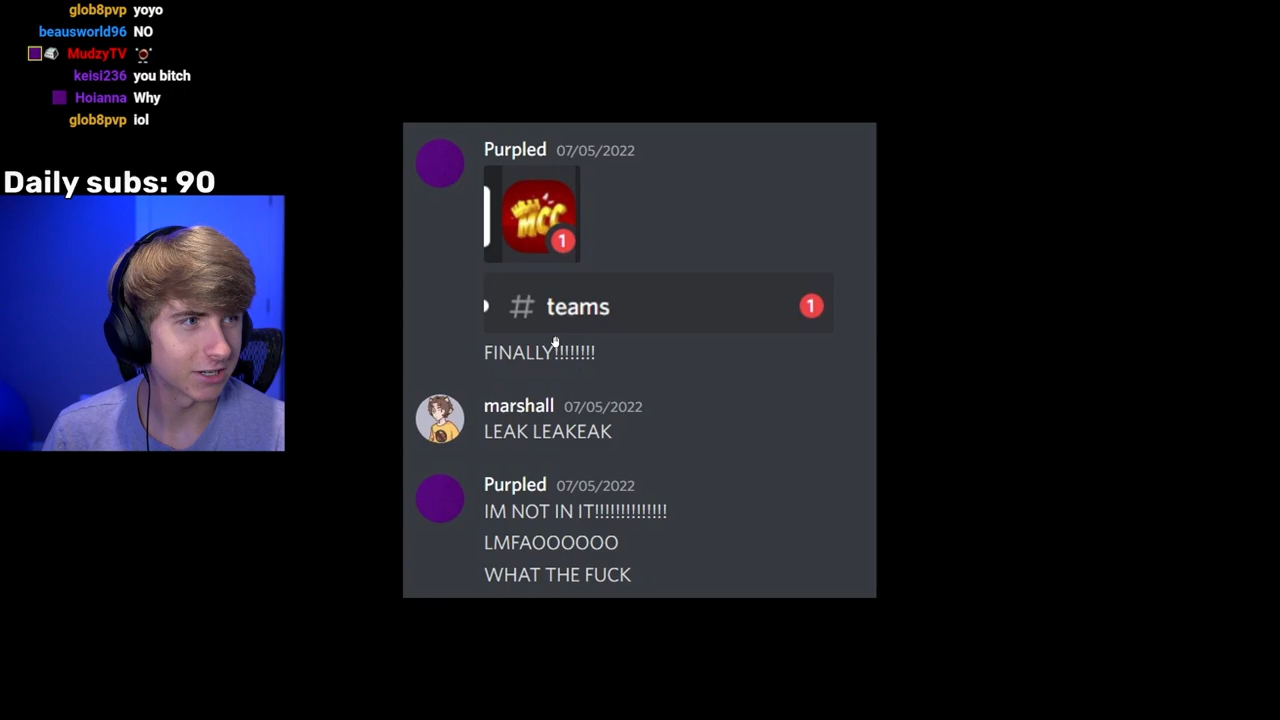 glob8pvp yoyo
beausworld96 NO
MudzyTV
keisi236 you bitch
Hoianna Why
glob8pvp iol
Daily subs: 90
Purpled 07/05/2022
MCC
1
# teams 1
FINALLY!!!!!!!!
marshall 07/05/2022
LEAK LEAKEAK
Purpled 07/05/2022
IM NOT IN IT!!!!!!!!!!!!!!
LMFAOOOOOO
WHAT THE FUCK